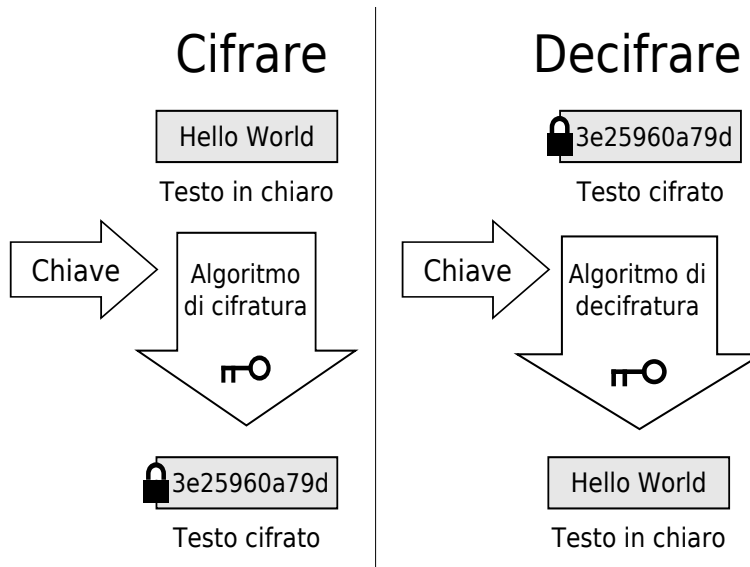 Cifrare
Hello World
Testo in chiaro
Chiave
Algoritmo
di cifratura
3e25960a79d
Testo cifrato
Decifrare
3e25960a79d
Testo cifrato
Chiave
Algoritmo di
decifratura
Hello World
Testo in chiaro